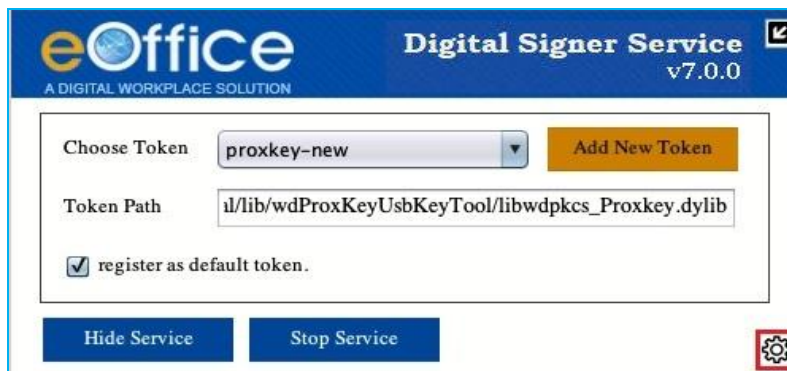 eOffice
A DIGITAL WORKPLACE SOLUTION
Digital Signer Service
v7.0.0
Choose Token
proxkey-new
Add New Token
Token Path
al/lib/wdProxKeyUsbKeyTool/libwdpkcs_Proxkey.dylib
register as default token.
Hide Service
Stop Service